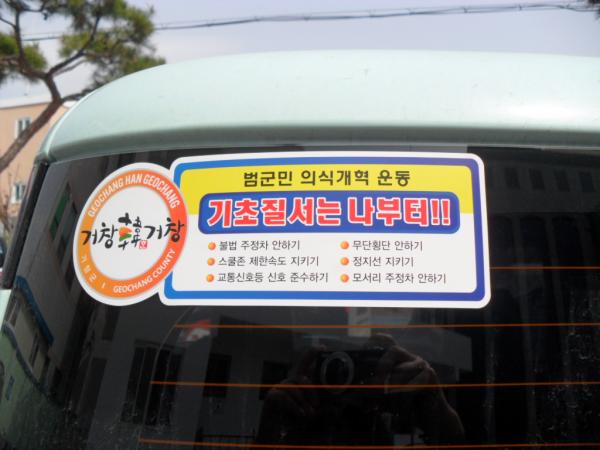 GEOCHANG HAN GEOCHANG
거창韓거창
거창군 I GEOCHANG COUNTY
범군민 의식개혁 운동
기초질서는 나부터!!
불법 주정차 안하기
무단횡단 안하기
스쿨존 제한속도 지키기
정지선 지키기
교통신호등 신호 준수하기
모서리 주정차 안하기